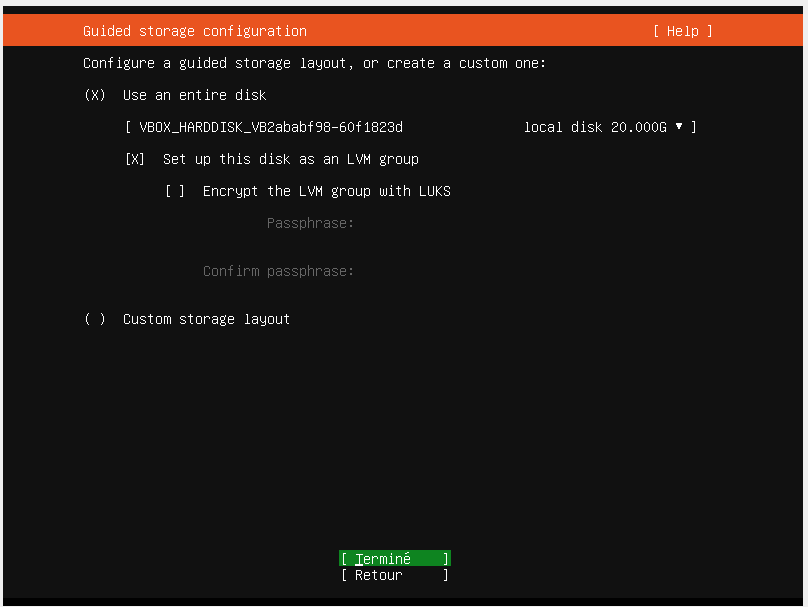 Guided storage configuration [ Help ]
Configure a guided storage layout, or create a custom one:
(X) Use an entire disk
[ VBOX_HARDDISK_VB2ababf98-60f1823d local disk 20.000G ▼ ]
[X] Set up this disk as an LVM group
[ ] Encrypt the LVM group with LUKS
Passphrase:
Confirm passphrase:
( ) Custom storage layout
[ Terminé ]
[ Retour ]